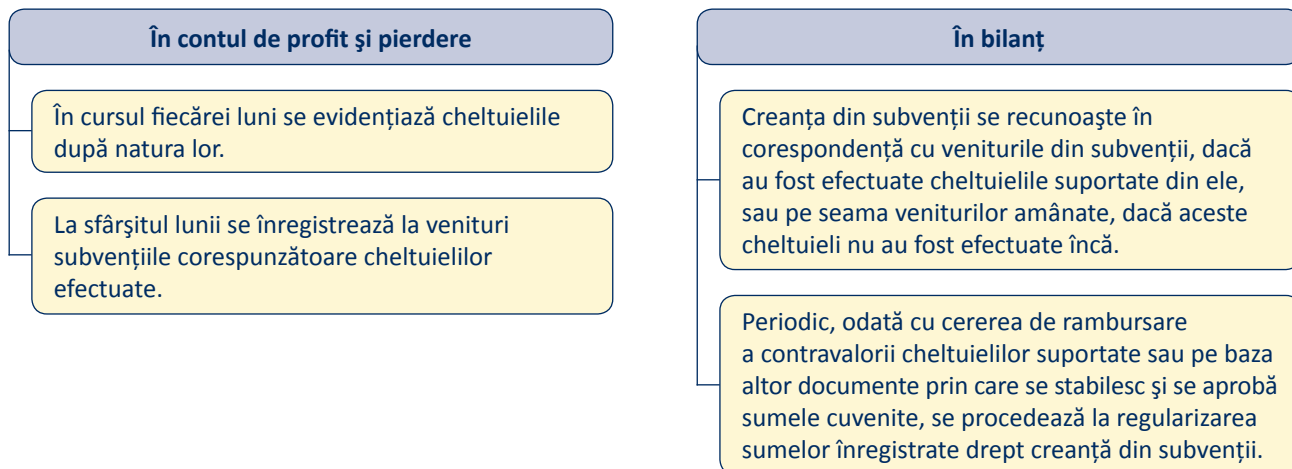 În contul de profit şi pierdere
În cursul fiecărei luni se evidențiază cheltuielile
după natura lor.
La sfârşitul lunii se înregistrează la venituri
subvențiile corespunzătoare cheltuielilor
efectuate.
În bilanț
Creanța din subvenții se recunoaşte în
corespondență cu veniturile din subvenții, dacă
au fost efectuate cheltuielile suportate din ele,
sau pe seama veniturilor amânate, dacă aceste
cheltuieli nu au fost efectuate încă.
Periodic, odată cu cererea de rambursare
a contravalorii cheltuielilor suportate sau pe baza
altor documente prin care se stabilesc şi se aprobă
sumele cuvenite, se procedează la regularizarea
sumelor înregistrate drept creanță din subvenții.